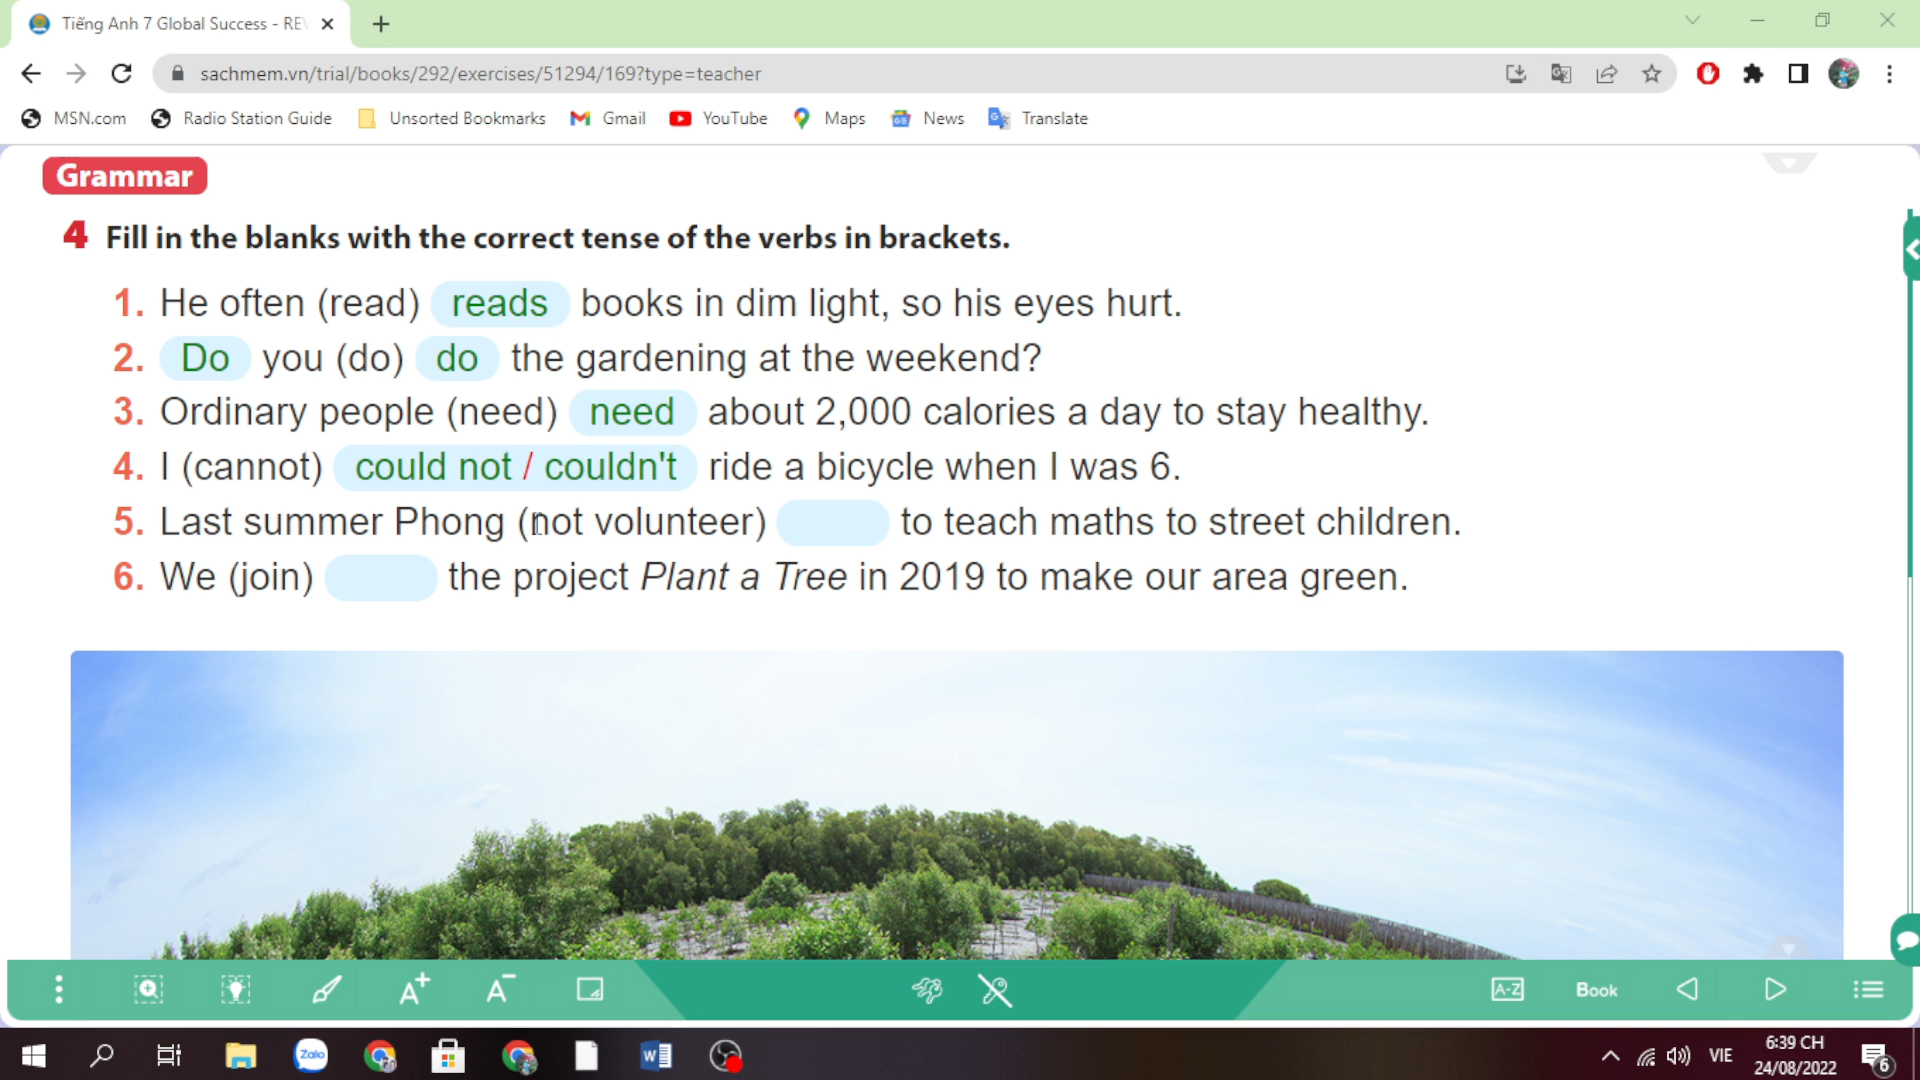 Tiếng Anh 7 Global Success - REV
sachmem.vn/trial/books/292/exercises/51294/169?type=teacher
MSN.com Radio Station Guide Unsorted Bookmarks Gmail YouTube Maps News Translate
Grammar
4 Fill in the blanks with the correct tense of the verbs in brackets.
1. He often (read) reads books in dim light, so his eyes hurt.
2. Do you (do) do the gardening at the weekend?
3. Ordinary people (need) need about 2,000 calories a day to stay healthy.
4. I (cannot) could not / couldn't ride a bicycle when I was 6.
5. Last summer Phong (not volunteer) to teach maths to street children.
6. We (join) the project Plant a Tree in 2019 to make our area green.
A+ A- A-Z Book
Zalo W VIE 6:39 CH
24/08/2022 6